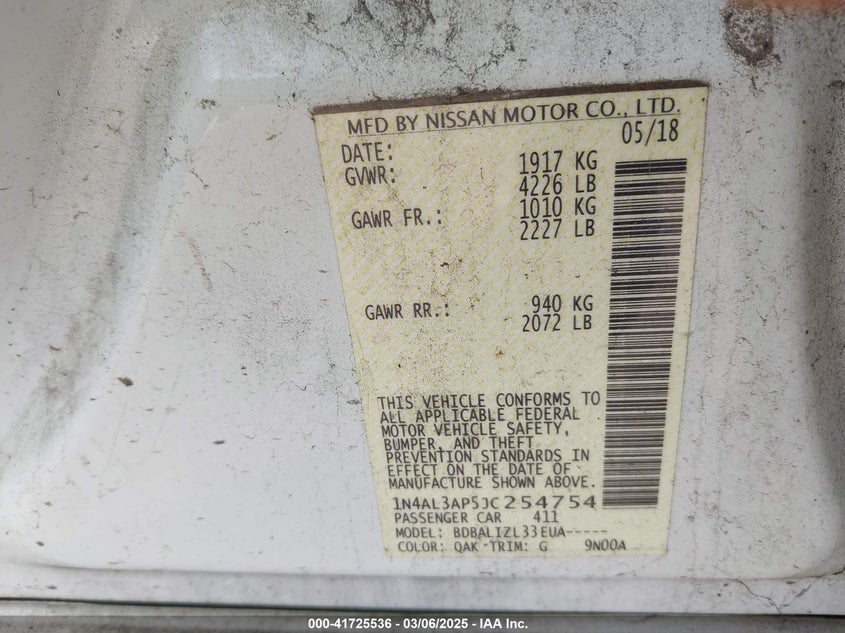 MFD BY NISSAN MOTOR CO., LTD.
DATE: 05/18
GVWR: 1917 KG
4226 LB
GAWR FR.: 1010 KG
2227 LB
GAWR RR.: 940 KG
2072 LB
THIS VEHICLE CONFORMS TO
ALL APPLICABLE FEDERAL
MOTOR VEHICLE SAFETY,
BUMPER, AND THEFT
PREVENTION STANDARDS IN
EFFECT ON THE DATE OF
MANUFACTURE SHOWN ABOVE.
1N4AL3AP5JC254754
PASSENGER CAR 411
MODEL: BDBALIZL33EUA-----
COLOR: QAK TRIM: G 9N00A
000-41725536 - 03/06/2025 - IAA Inc.